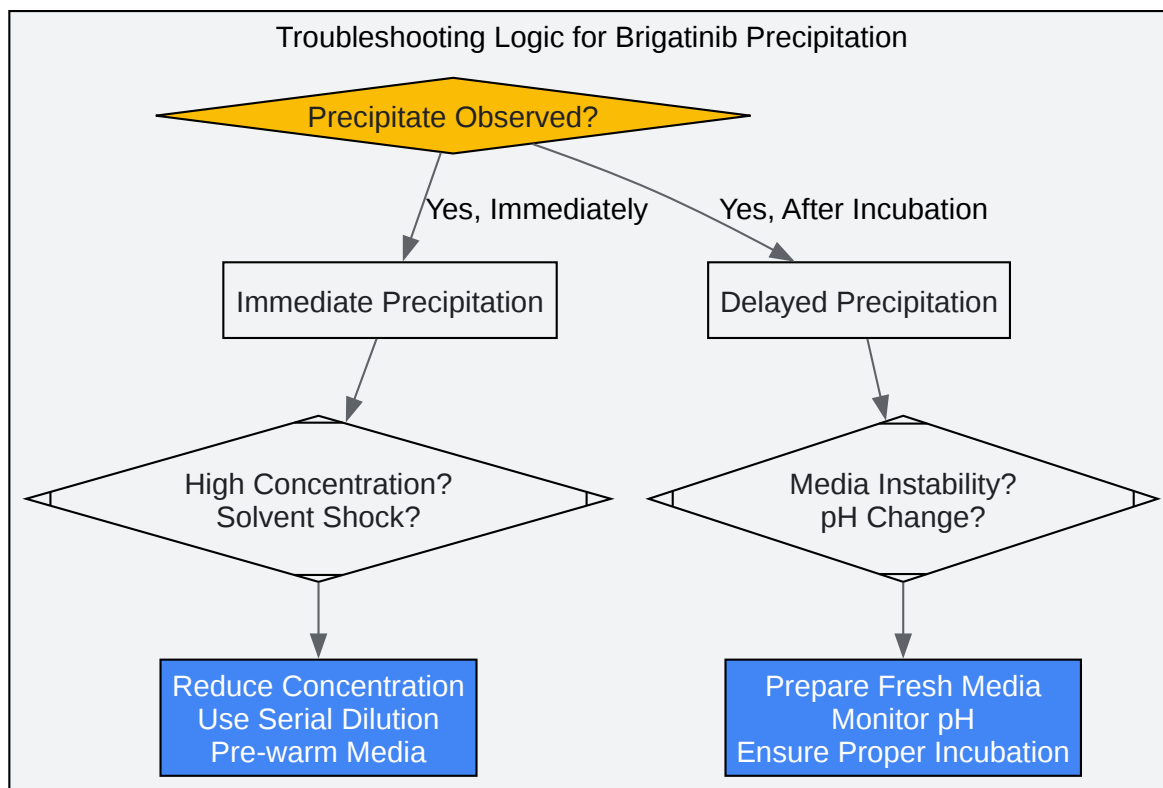 Troubleshooting Logic for Brigatinib Precipitation
Precipitate Observed?
Yes, Immediately
Yes, After Incubation
Immediate Precipitation
Delayed Precipitation
High Concentration?
Solvent Shock?
Media Instability?
pH Change?
Reduce Concentration
Use Serial Dilution
Pre-warm Media
Prepare Fresh Media
Monitor pH
Ensure Proper Incubation